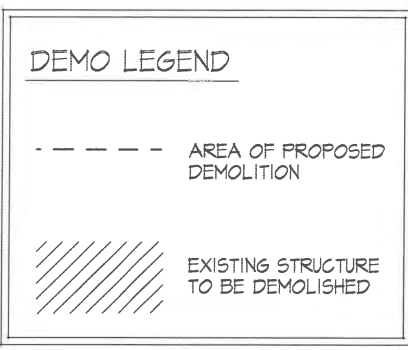 DEMO LEGEND
AREA OF PROPOSED
DEMOLITION
EXISTING STRUCTURE
TO BE DEMOLISHED